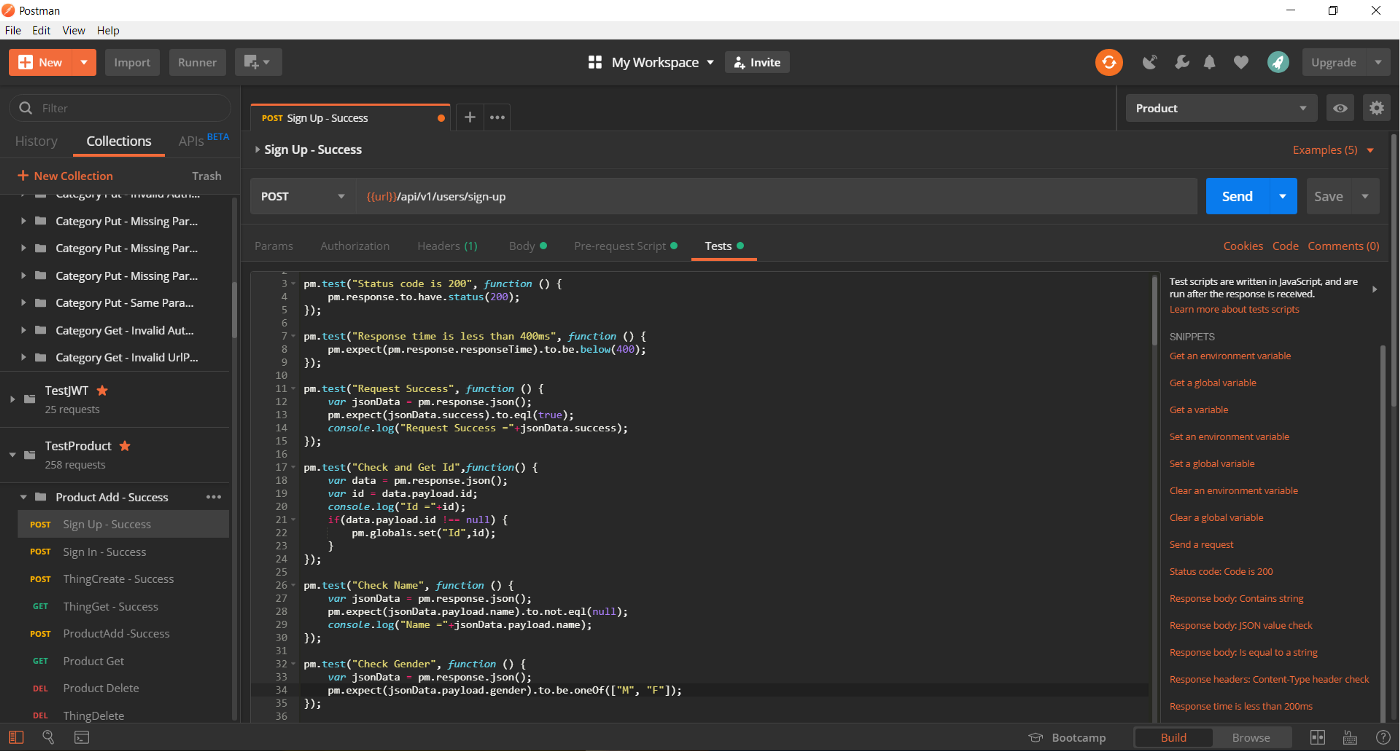 Postman
File Edit View Help
New Import Runner My Workspace Invite Upgrade
Filter
History Collections APIs BETA
New Collection Trash
Category Put - Missing Par...
Category Put - Missing Par...
Category Put - Missing Par...
Category Put - Same Para...
Category Get - Invalid Aut...
Category Get - Invalid UrlP...
TestJWT
25 requests
TestProduct
258 requests
Product Add - Success
POST Sign Up - Success
POST Sign In - Success
POST ThingCreate - Success
GET ThingGet - Success
POST ProductAdd -Success
GET Product Get
DEL Product Delete
DEL ThingDelete
POST Sign Up - Success
Product
Sign Up - Success
Examples (5)
POST {{url}}/api/v1/users/sign-up Send Save
Params Authorization Headers (1) Body Pre-request Script Tests Cookies Code Comments (0)
3 pm.test("Status code is 200", function () {
4 pm.response.to.have.status(200);
5 });
6
7 pm.test("Response time is less than 400ms", function () {
8 pm.expect(pm.response.responseTime).to.be.below(400);
9 });
10
11 pm.test("Request Success", function () {
12 var jsonData = pm.response.json();
13 pm.expect(jsonData.success).to.eql(true);
14 console.log("Request Success ="+jsonData.success);
15 });
16
17 pm.test("Check and Get Id",function() {
18 var data = pm.response.json();
19 var id = data.payload.id;
20 console.log("Id ="+id);
21 if(data.payload.id !== null) {
22 pm.globals.set("Id",id);
23 }
24 });
25
26 pm.test("Check Name", function () {
27 var jsonData = pm.response.json();
28 pm.expect(jsonData.payload.name).to.not.eql(null);
29 console.log("Name ="+jsonData.payload.name);
30 });
31
32 pm.test("Check Gender", function () {
33 var jsonData = pm.response.json();
34 pm.expect(jsonData.payload.gender).to.be.oneOf(["M", "F"]);
35 });
36
Test scripts are written in JavaScript, and are
run after the response is received.
Learn more about tests scripts
SNIPPETS
Get an environment variable
Get a global variable
Get a variable
Set an environment variable
Set a global variable
Clear an environment variable
Clear a global variable
Send a request
Status code: Code is 200
Response body: Contains string
Response body: JSON value check
Response body: Is equal to a string
Response headers: Content-Type header check
Response time is less than 200ms
Bootcamp Build Browse